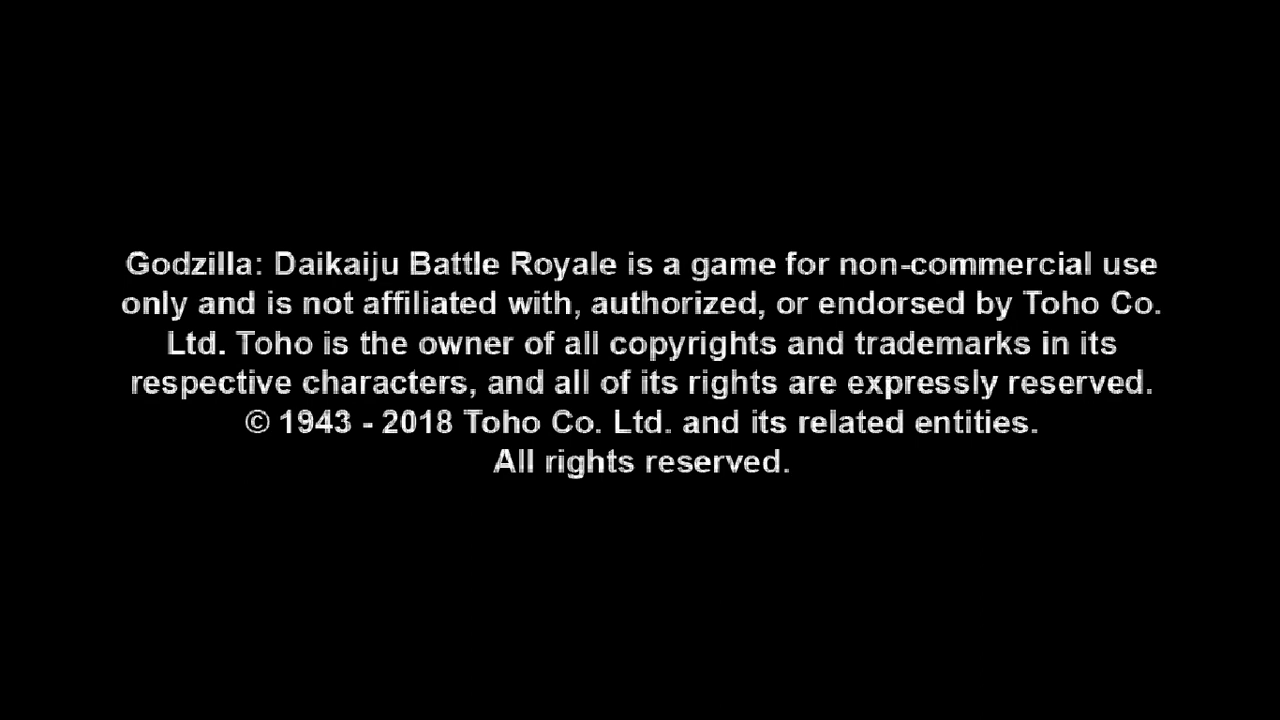 Godzilla: Daikaiju Battle Royale is a game for non-commercial use
only and is not affiliated with, authorized, or endorsed by Toho Co.
Ltd. Toho is the owner of all copyrights and trademarks in its
respective characters, and all of its rights are expressly reserved.
© 1943 - 2018 Toho Co. Ltd. and its related entities.
All rights reserved.